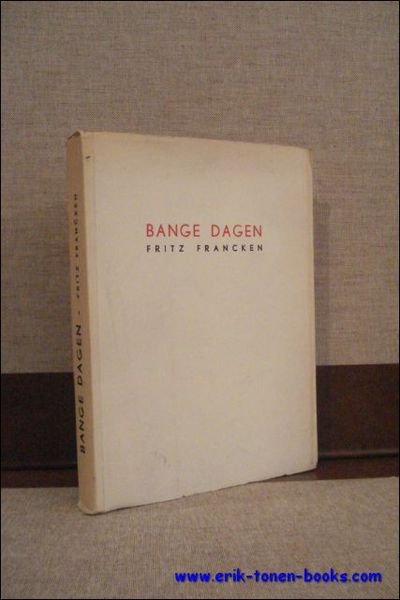 BANGE DAGEN
FRITZ FRANCKEN
BANGE DAGEN - FRITZ FRANCKEN
www.erik-tonen-books.com